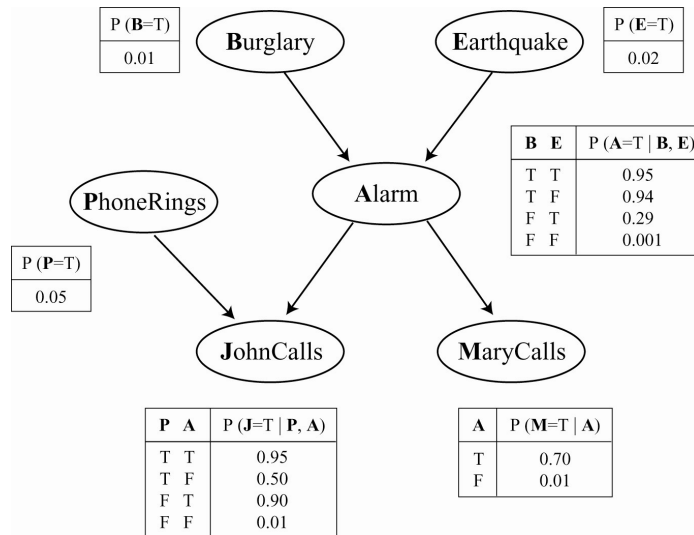 P (B=T)
0.01
Burglary
Earthquake
P (E=T)
0.02
B E P (A=T | B, E)
T T 0.95
T F 0.94
F T 0.29
F F 0.001
PhoneRings
Alarm
P (P=T)
0.05
JohnCalls
MaryCalls
P A P (J=T | P, A)
T T 0.95
T F 0.50
F T 0.90
F F 0.01
A P (M=T | A)
T 0.70
F 0.01